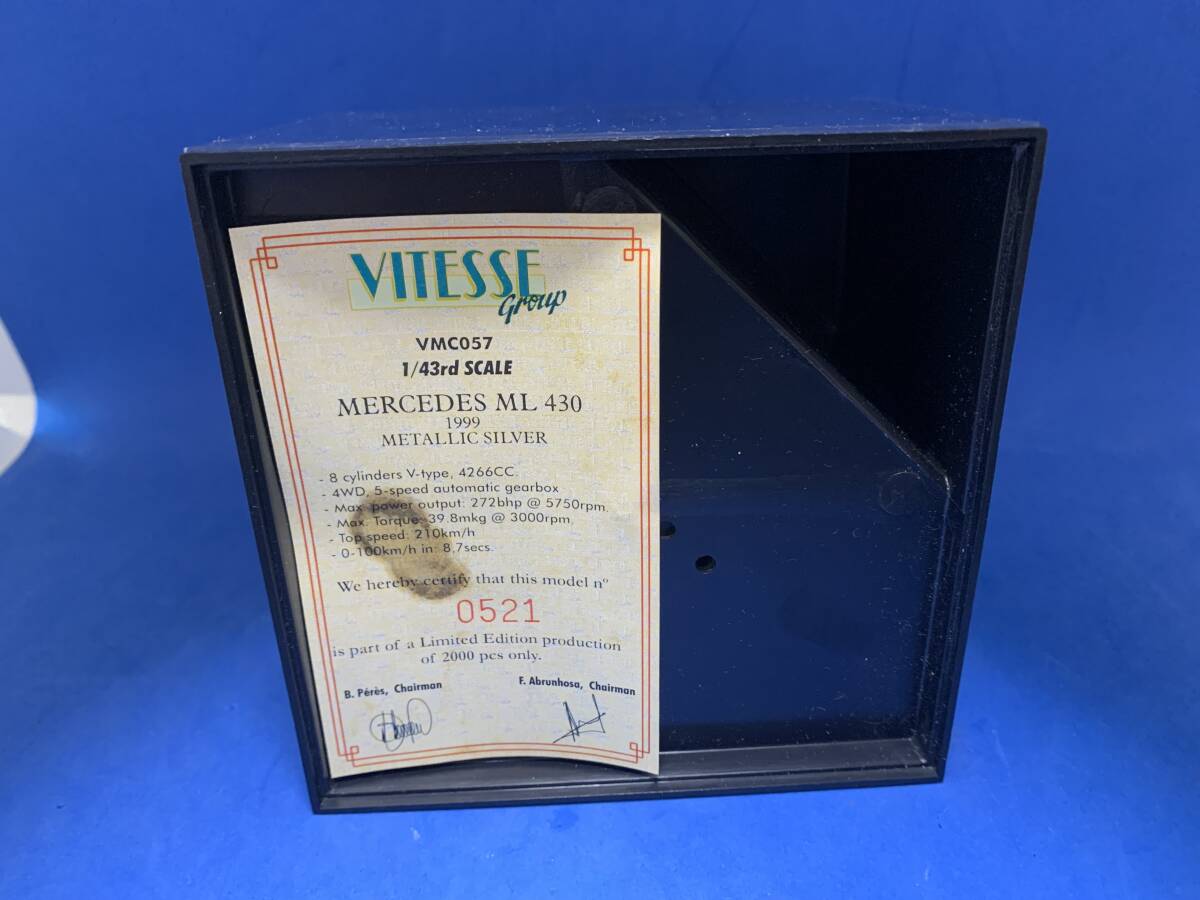 VITESSE
Group
VMC057
1/43rd SCALE
MERCEDES ML 430
1999
METALLIC SILVER
- 8 cylinders V-type, 4266CC.
- 4WD, 5-speed automatic gearbox
- Max. power output: 272bhp @ 5750rpm.
- Max. Torque: 39.8mkg @ 3000rpm.
- Top speed: 210km/h
- 0-100km/h in: 8,7secs.
We hereby certify that this model nº
0521
is part of a Limited Edition production
of 2000 pcs only.
B. Pérès, Chairman
F. Abrunhosa, Chairman